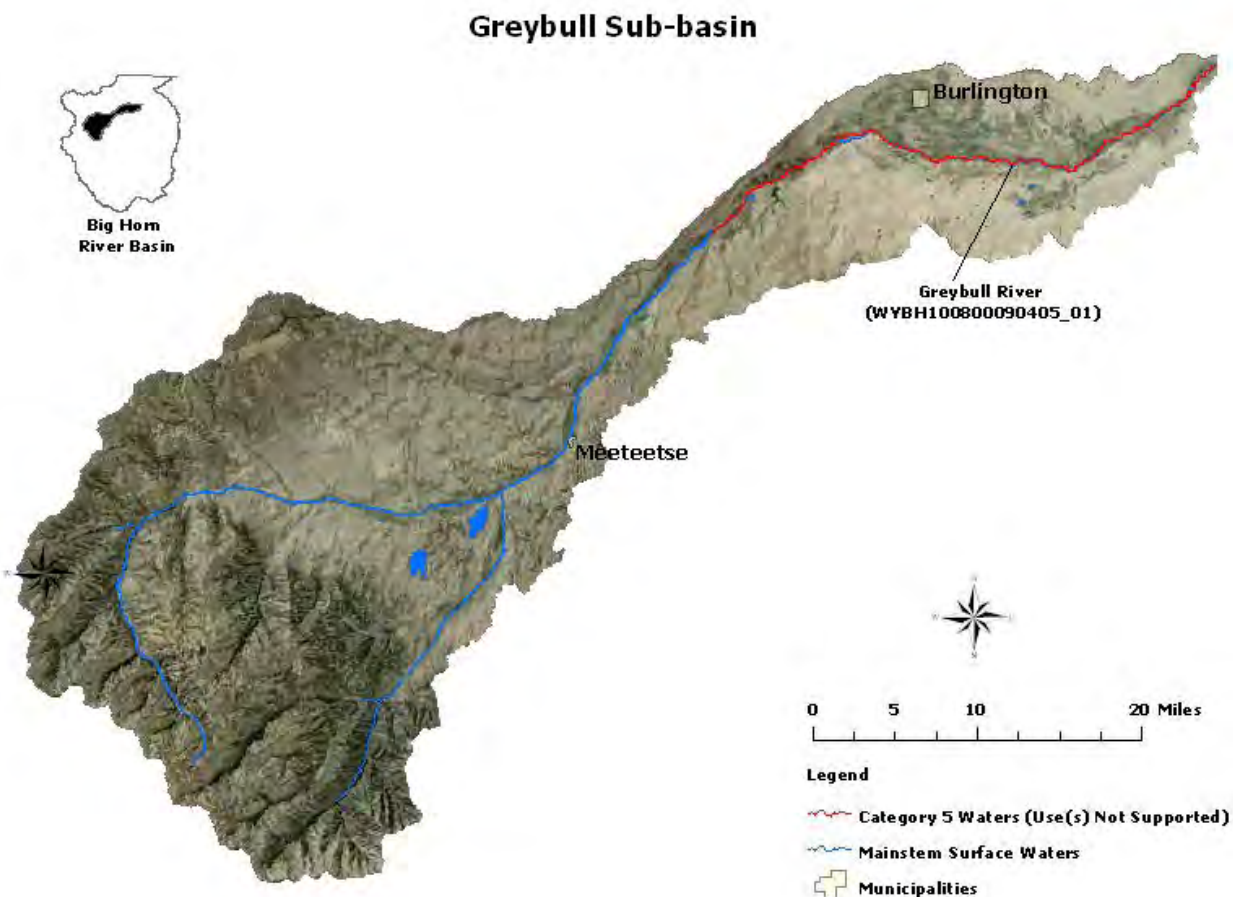 Greybull Sub-basin
Big Horn
River Basin
Burlington
Greybull River
(WYBH100800090405_01)
Meeteetse
0 5 10 20 Miles
Legend
Category 5 Waters (Use(s) Not Supported)
Mainstem Surface Waters
Municipalities